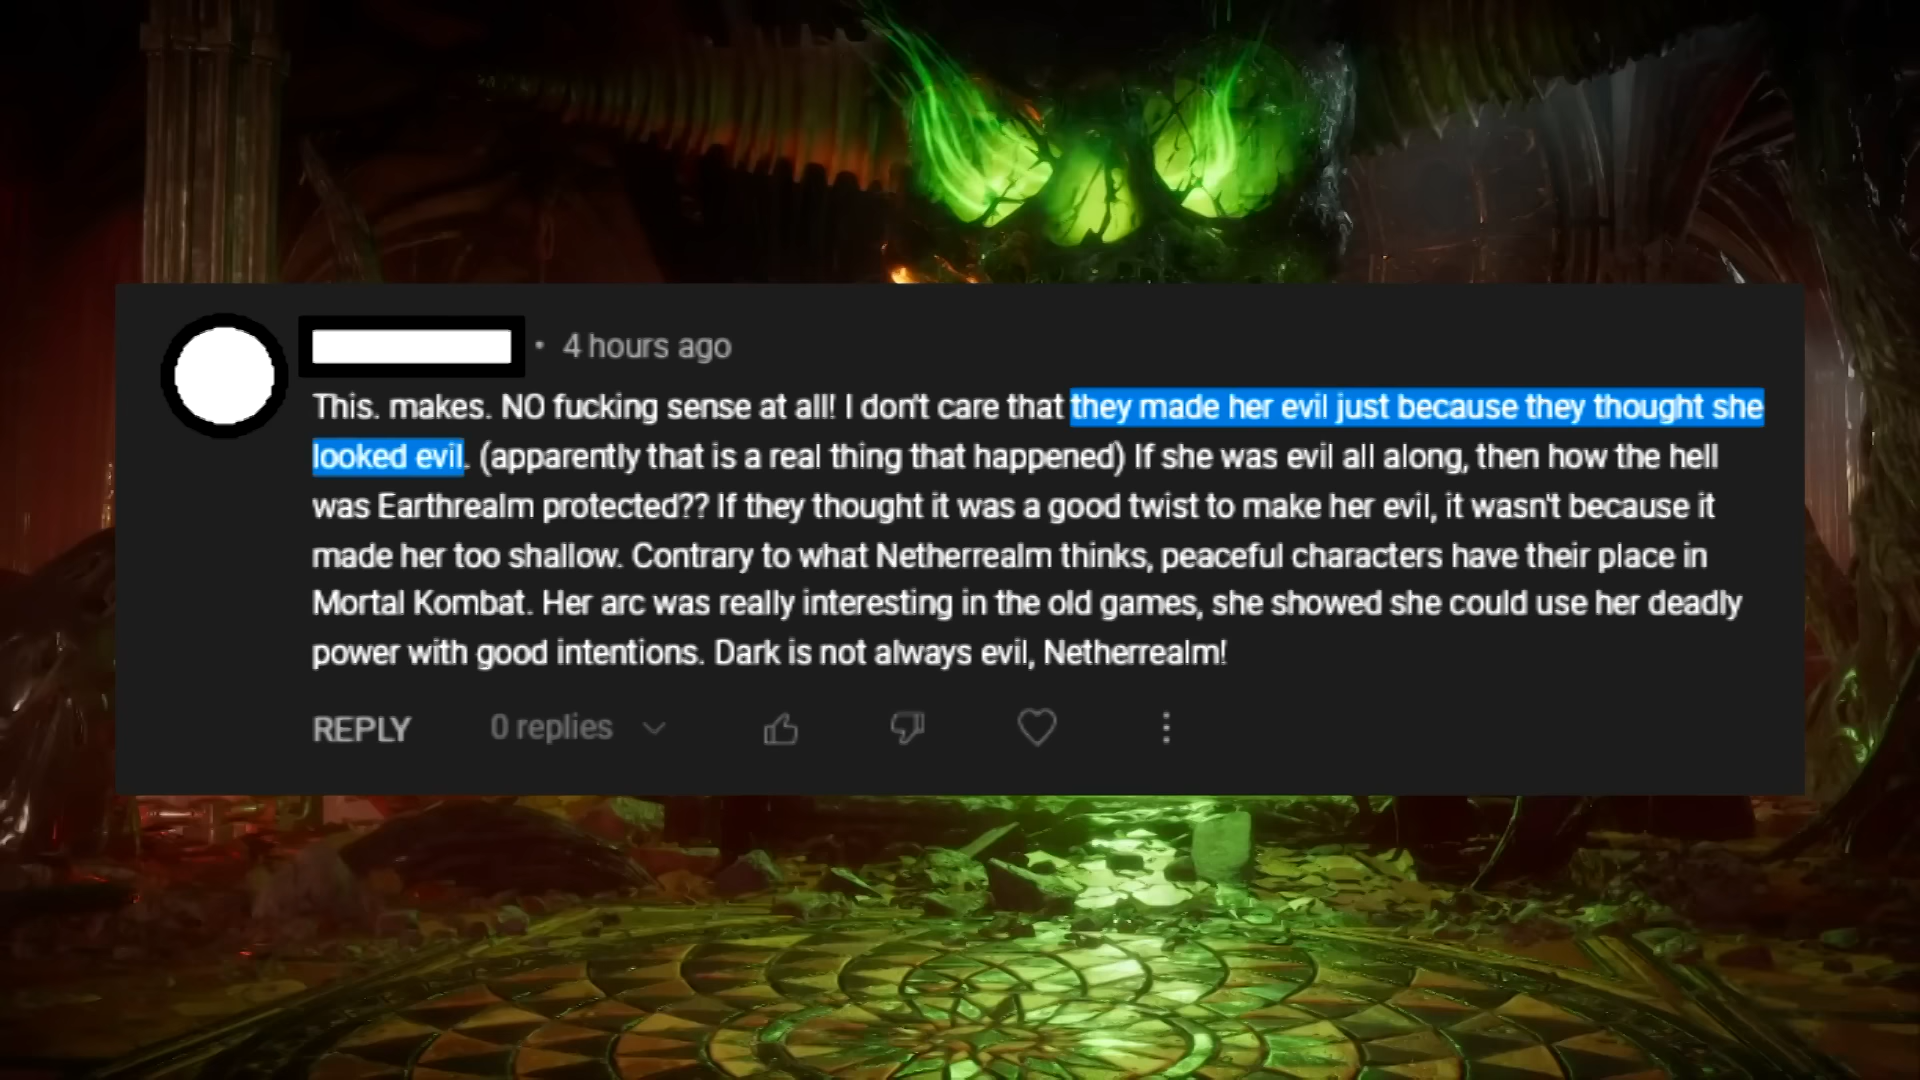 • 4 hours ago
This. makes. NO fucking sense at all! I don't care that they made her evil just because they thought she
looked evil. (apparently that is a real thing that happened) If she was evil all along, then how the hell
was Earthrealm protected?? If they thought it was a good twist to make her evil, it wasn't because it
made her too shallow. Contrary to what Netherrealm thinks, peaceful characters have their place in
Mortal Kombat. Her arc was really interesting in the old games, she showed she could use her deadly
power with good intentions. Dark is not always evil, Netherrealm!
REPLY 0 replies